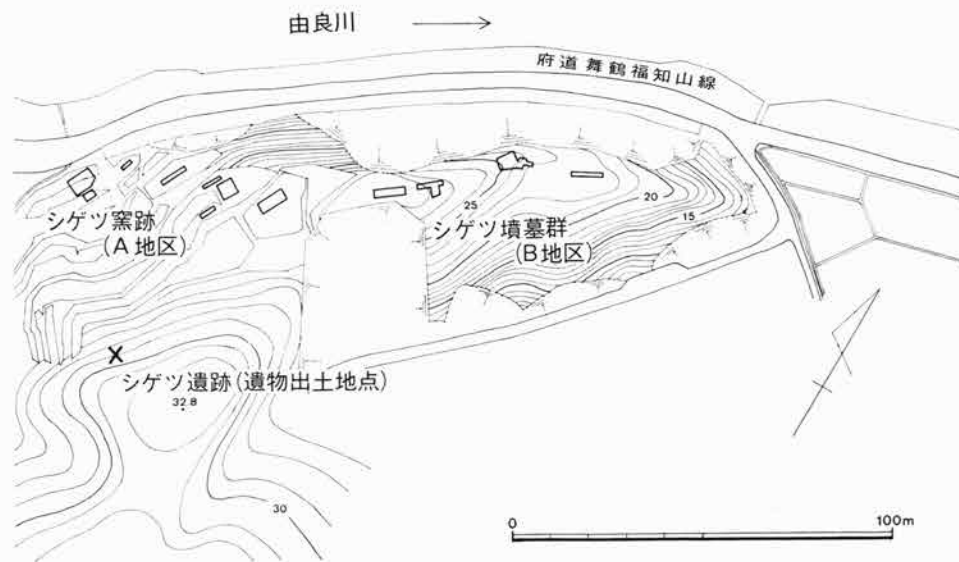 由良川
府道 舞鶴福知山線
シゲツ窯跡
(A地区)
25
シゲツ墳墓群
(B地区)
20
15
X
シゲツ遺跡(遺物出土地点)
32.8
30
0
100m